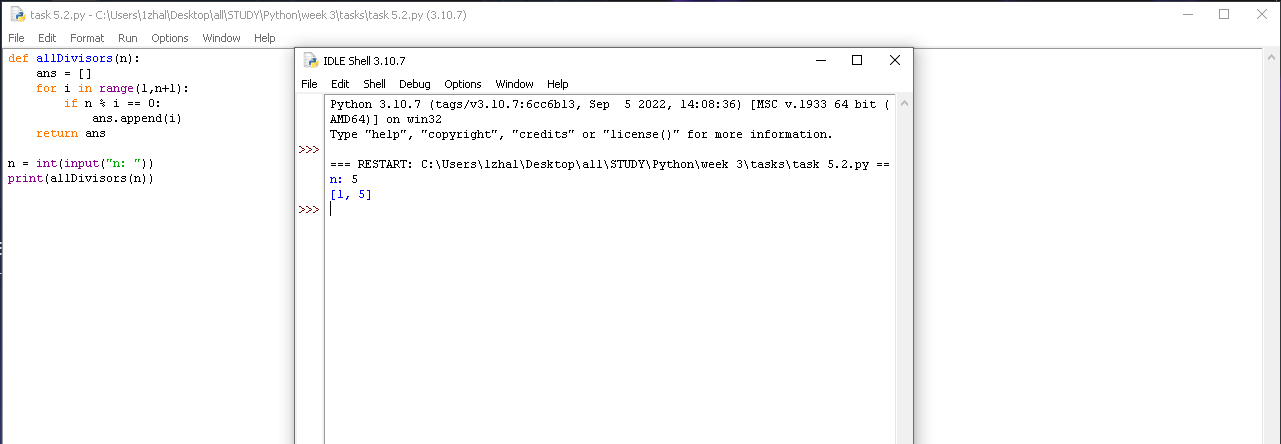 task 5.2.py - C:\Users\1zhal\Desktop\all\STUDY\Python\week 3\tasks\task 5.2.py (3.10.7)
File Edit Format Run Options Window Help
def allDivisors(n):
    ans = []
    for i in range(1,n+1):
        if n % i == 0:
            ans.append(i)
    return ans
n = int(input("n: "))
print(allDivisors(n))
IDLE Shell 3.10.7
File Edit Shell Debug Options Window Help
Python 3.10.7 (tags/v3.10.7:6cc6b13, Sep  5 2022, 14:08:36) [MSC v.1933 64 bit (
AMD64)] on win32
Type "help", "copyright", "credits" or "license()" for more information.
>>>
=== RESTART: C:\Users\1zhal\Desktop\all\STUDY\Python\week 3\tasks\task 5.2.py ==
n: 5
[1, 5]
>>>